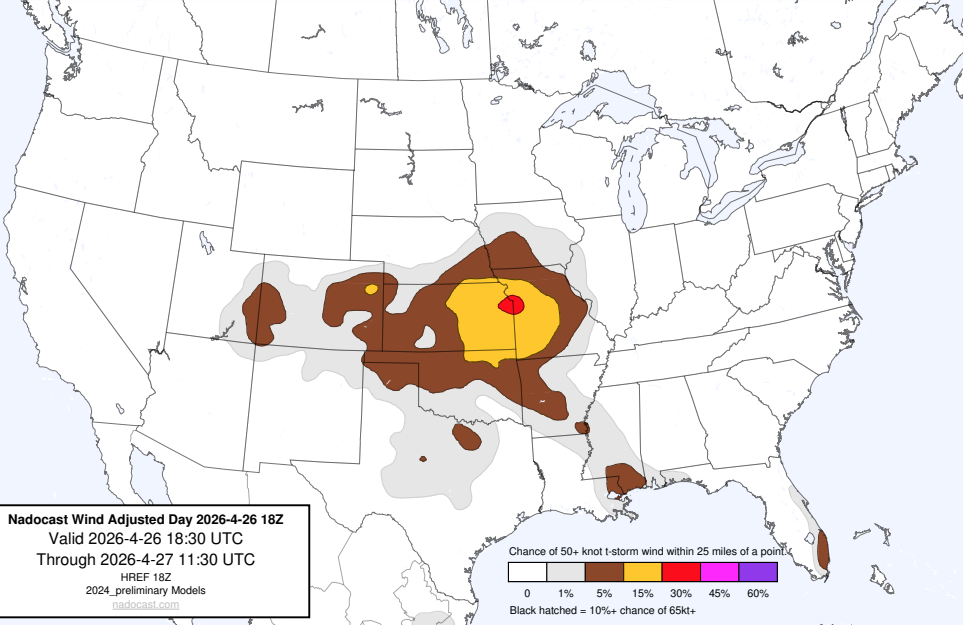 Nadocast Wind Adjusted Day 2026-4-26 18Z
Valid 2026-4-26 18:30 UTC
Through 2026-4-27 11:30 UTC
HREF 18Z
2024_preliminary Models
nadocast.com
Chance of 50+ knot t-storm wind within 25 miles of a point.
0 1% 5% 15% 30% 45% 60%
Black hatched = 10%+ chance of 65kt+